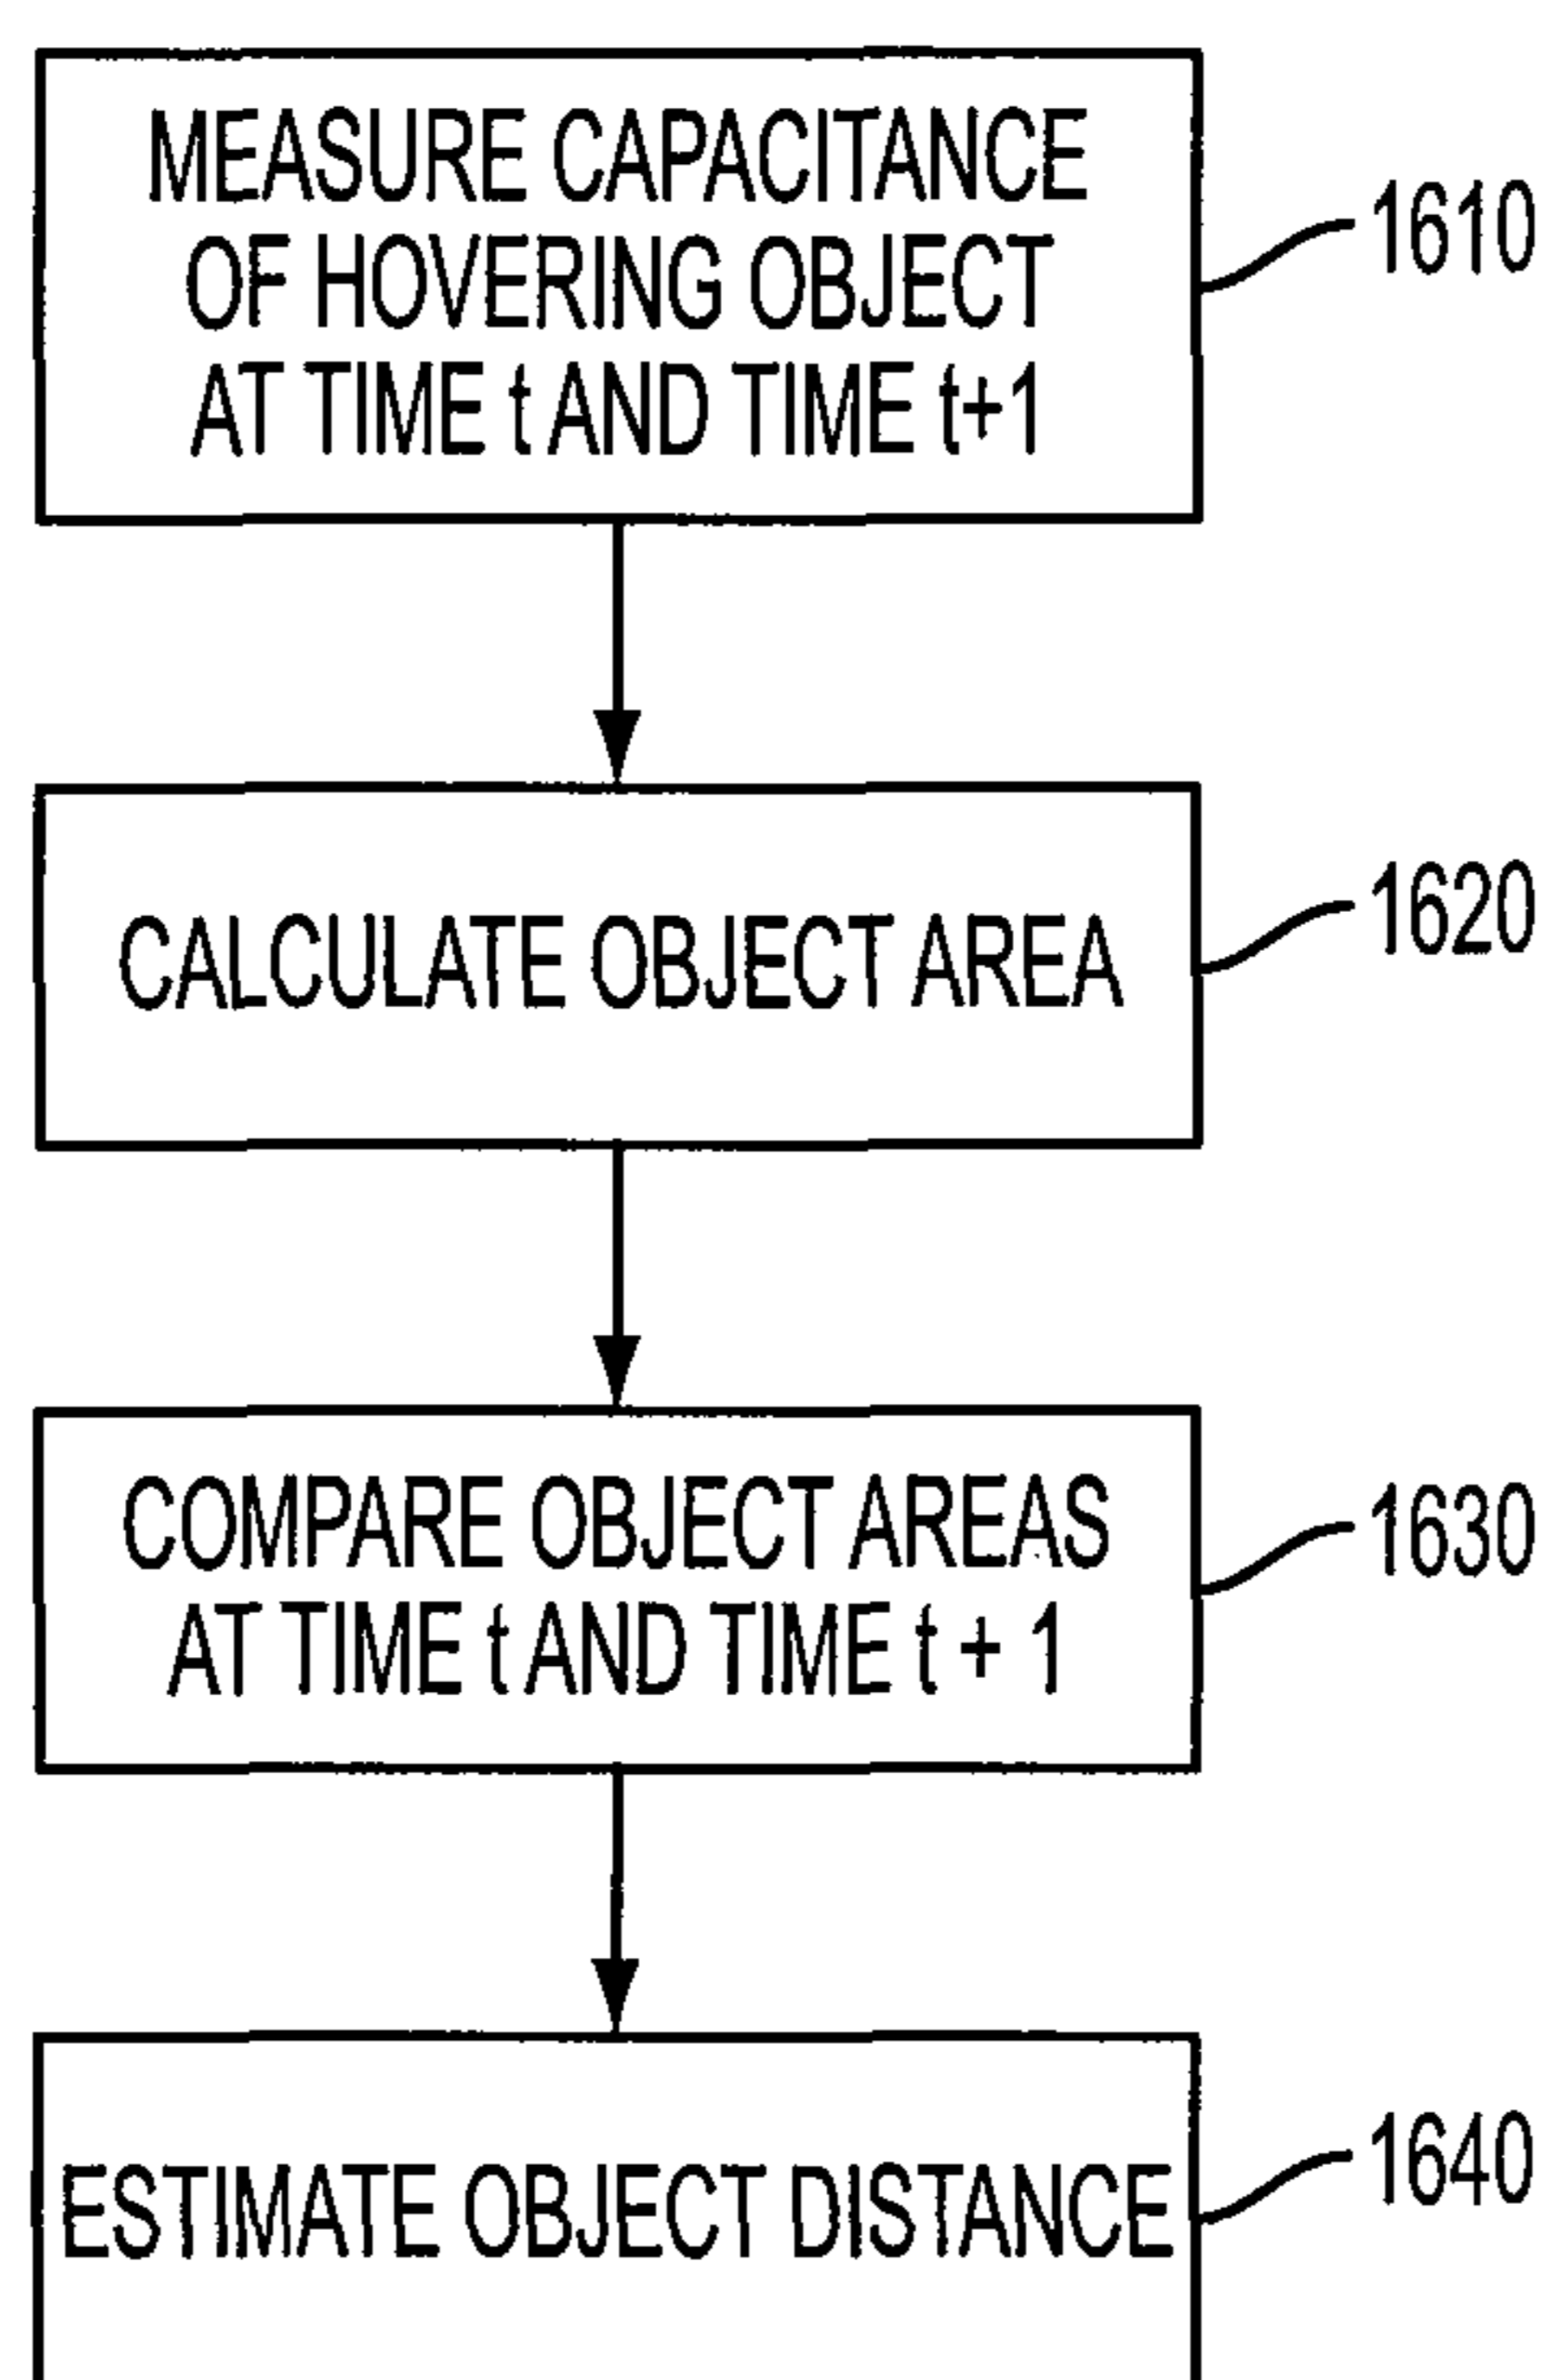 MEASURE CAPACITANCE
OF HOVERING OBJECT
AT TIME t AND TIME t+1
1610
CALCULATE OBJECT AREA
1620
COMPARE OBJECT AREAS
AT TIME t AND TIME t + 1
1630
ESTIMATE OBJECT DISTANCE
1640